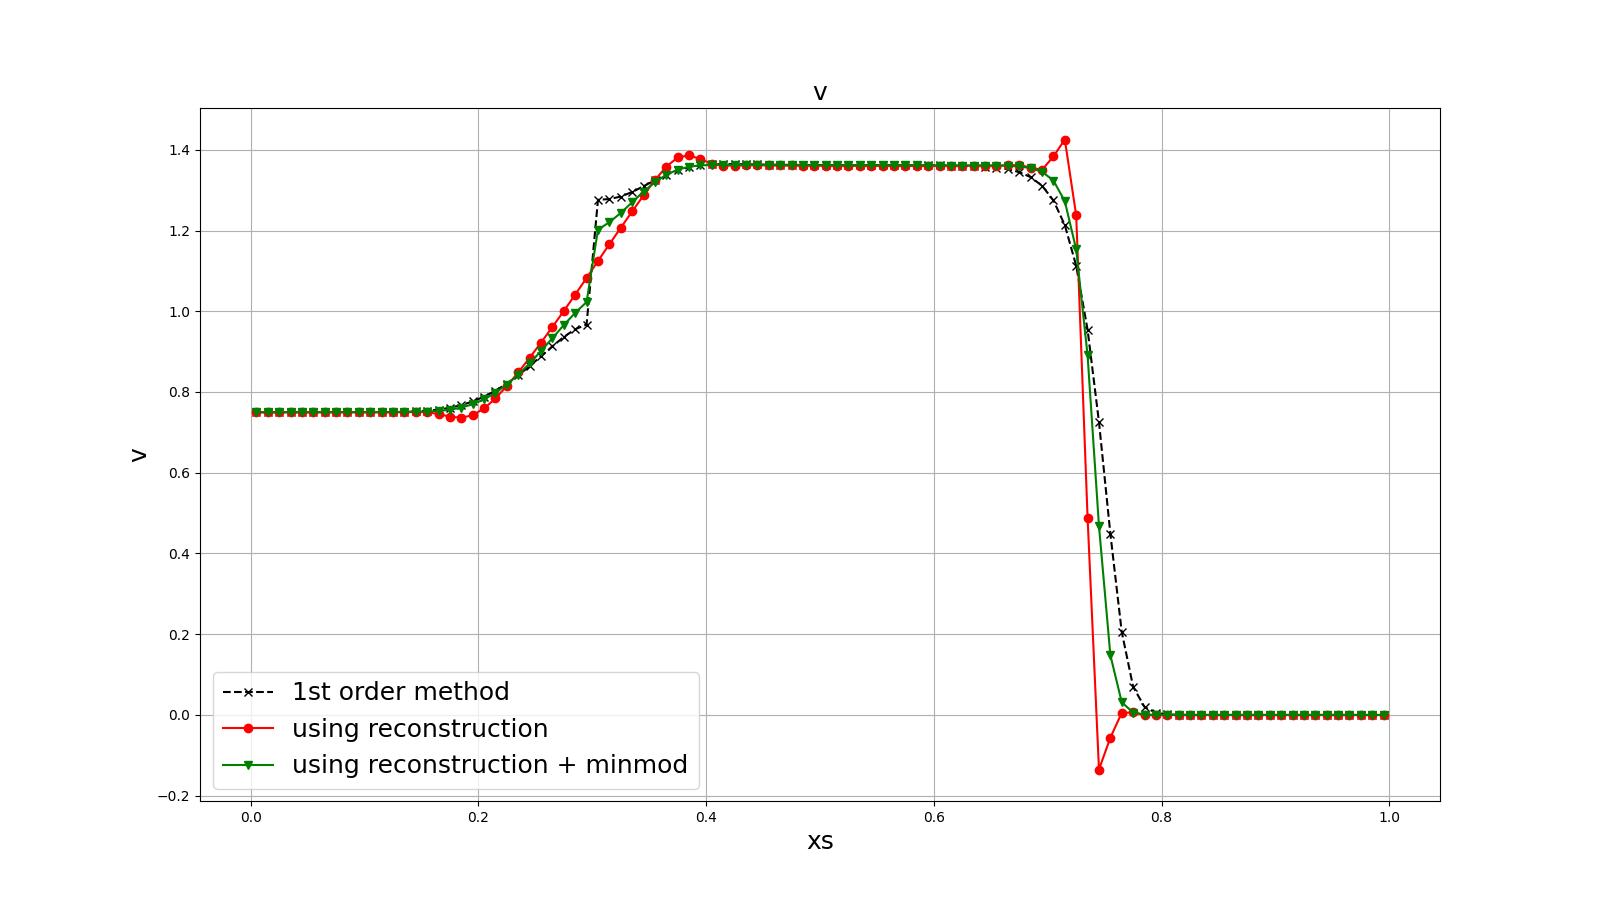 v
1.4
1.2
1.0
0.8
0.6
0.4
0.2
0.0
−0.2
v
0.0 0.2 0.4 0.6 0.8 1.0
xs
1st order method
using reconstruction
using reconstruction + minmod